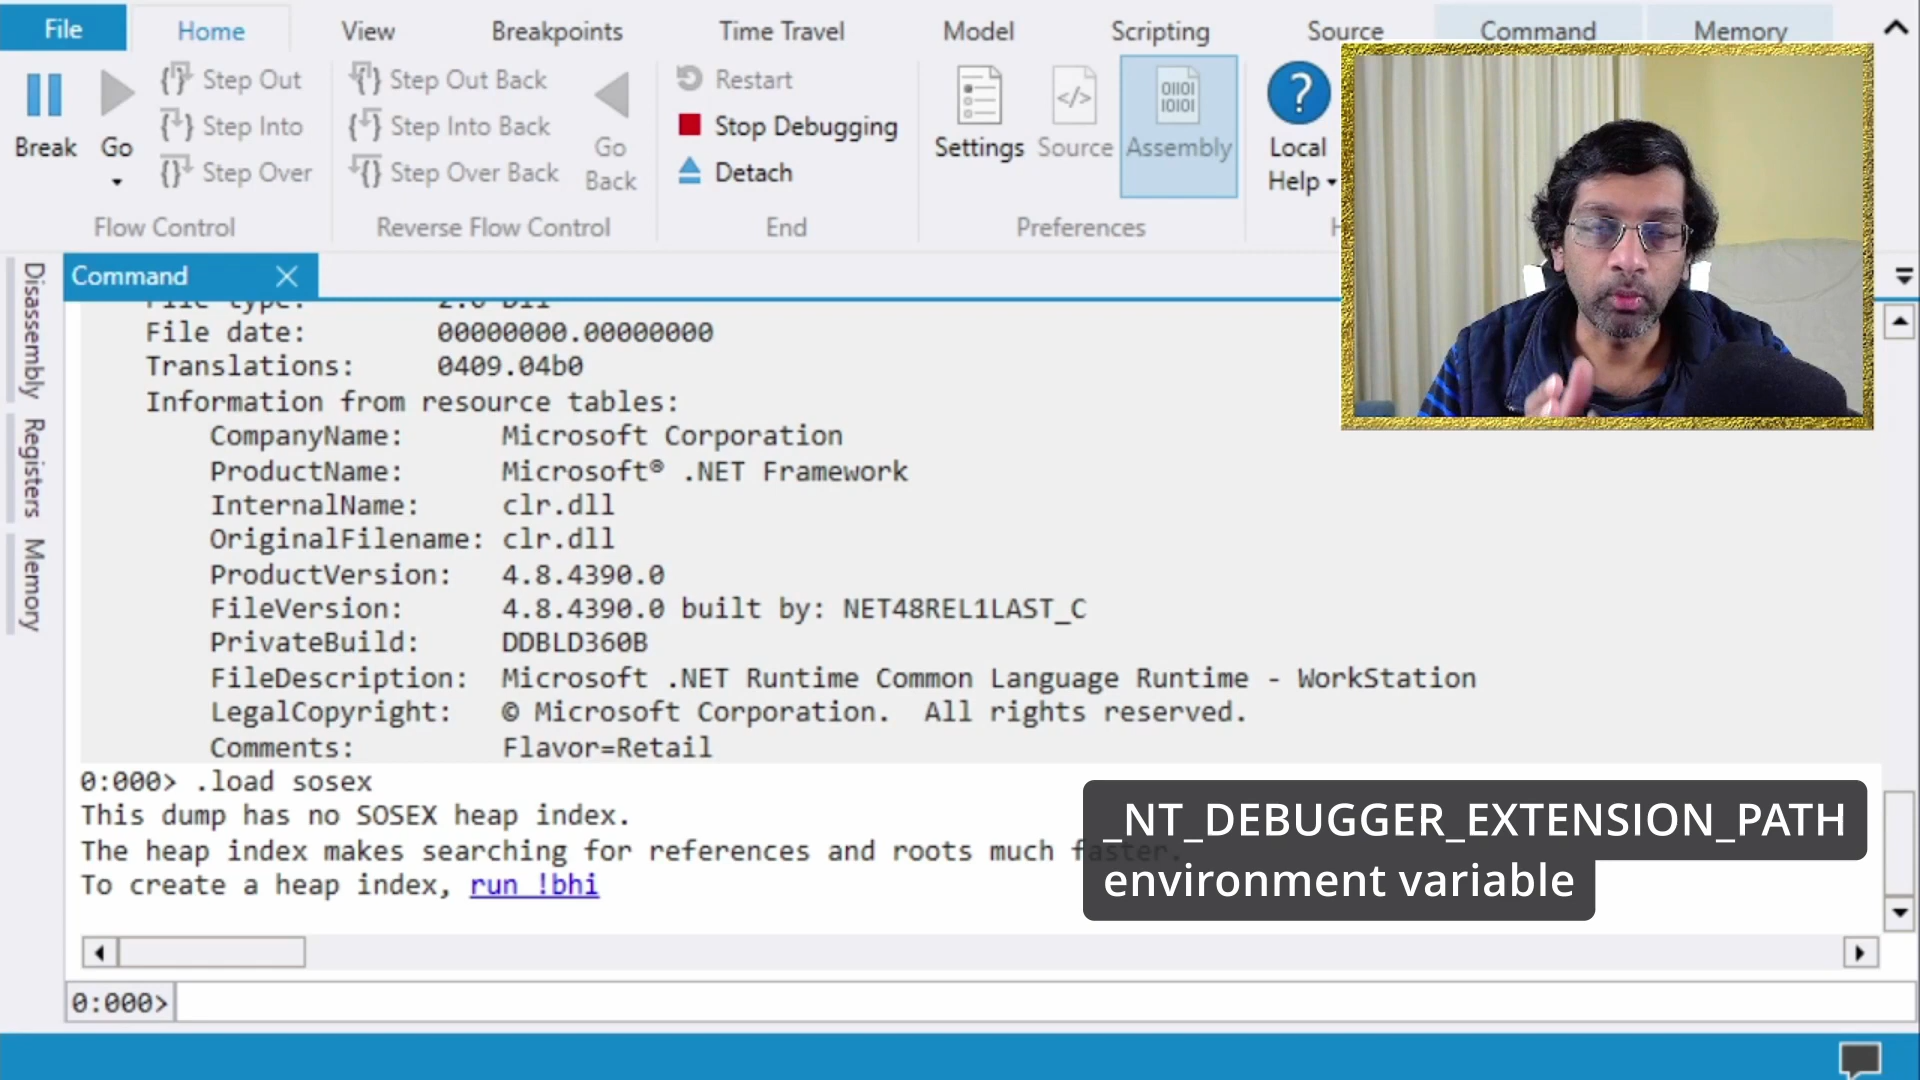 File Home View Breakpoints Time Travel Model Scripting Source Command Memory
Break
Go
Step Out
Step Into
Step Over
Flow Control
Step Out Back
Step Into Back
Step Over Back
Go Back
Reverse Flow Control
Restart
Stop Debugging
Detach
End
Settings
Source
Assembly
Preferences
Local
Help
Disassembly
Registers
Memory
Command
File type: 2.0 Dll
File date: 00000000.00000000
Translations: 0409.04b0
Information from resource tables:
CompanyName: Microsoft Corporation
ProductName: Microsoft® .NET Framework
InternalName: clr.dll
OriginalFilename: clr.dll
ProductVersion: 4.8.4390.0
FileVersion: 4.8.4390.0 built by: NET48REL1LAST_C
PrivateBuild: DDBLD360B
FileDescription: Microsoft .NET Runtime Common Language Runtime - WorkStation
LegalCopyright: © Microsoft Corporation. All rights reserved.
Comments: Flavor=Retail
0:000> .load sosex
This dump has no SOSEX heap index.
The heap index makes searching for references and roots much faster.
To create a heap index, run !bhi
_NT_DEBUGGER_EXTENSION_PATH
environment variable
0:000>